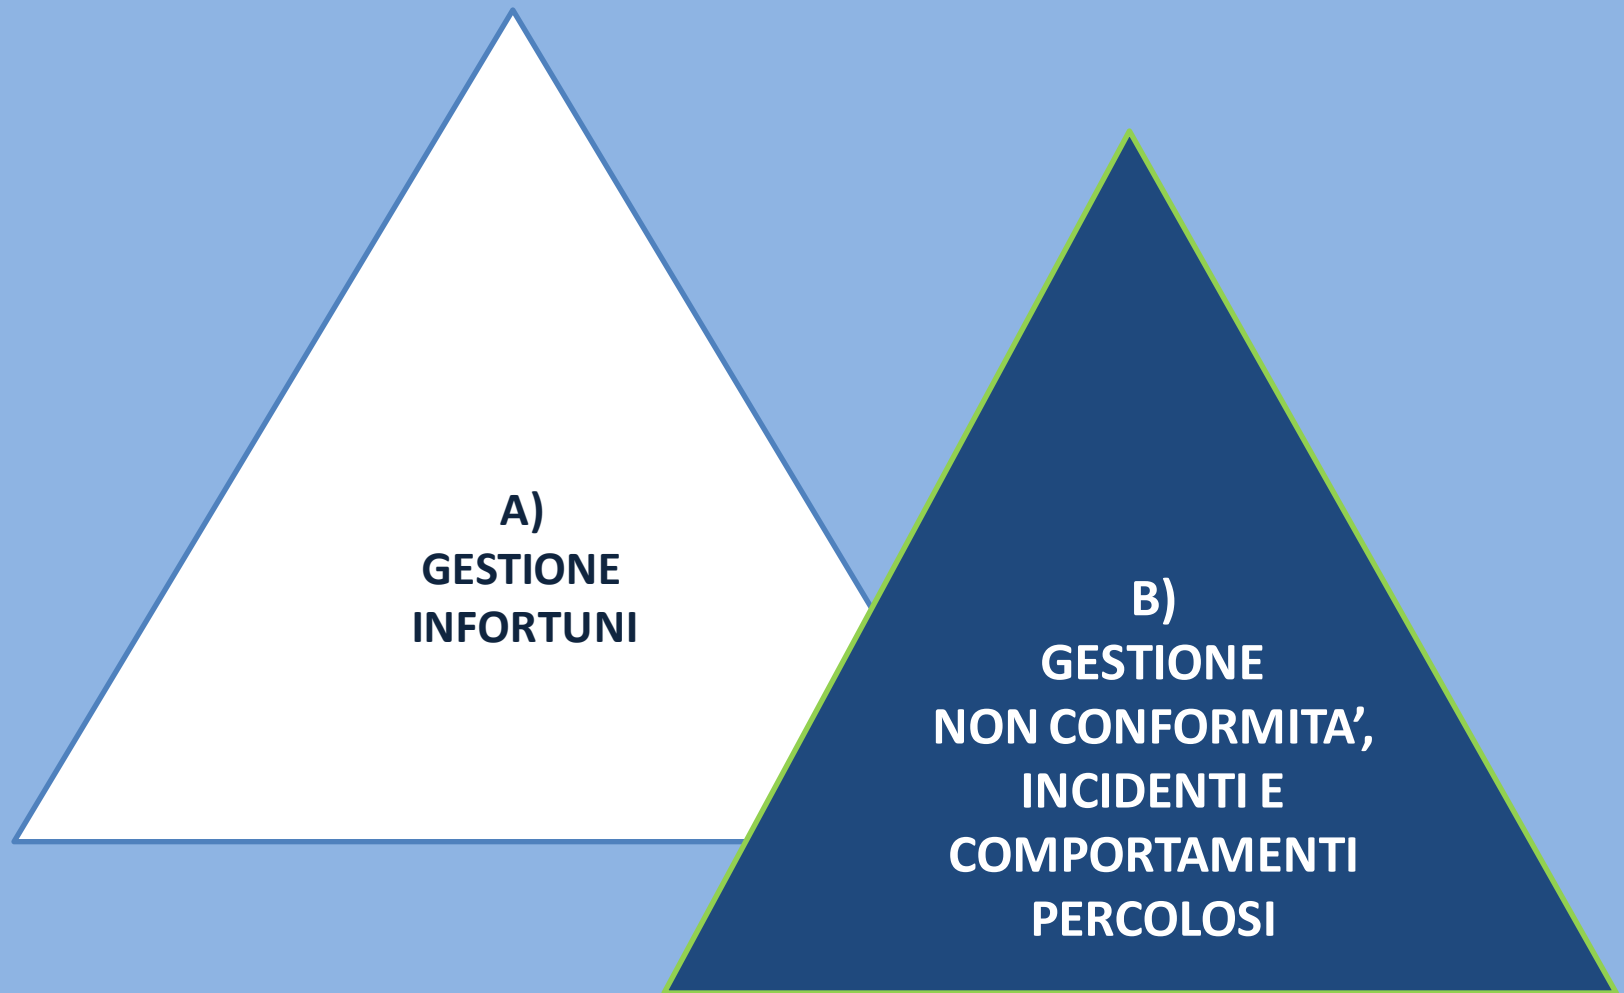 A)
GESTIONE
INFORTUNI
B)
GESTIONE
NON CONFORMITA’,
INCIDENTI E
COMPORTAMENTI
PERCOLOSI